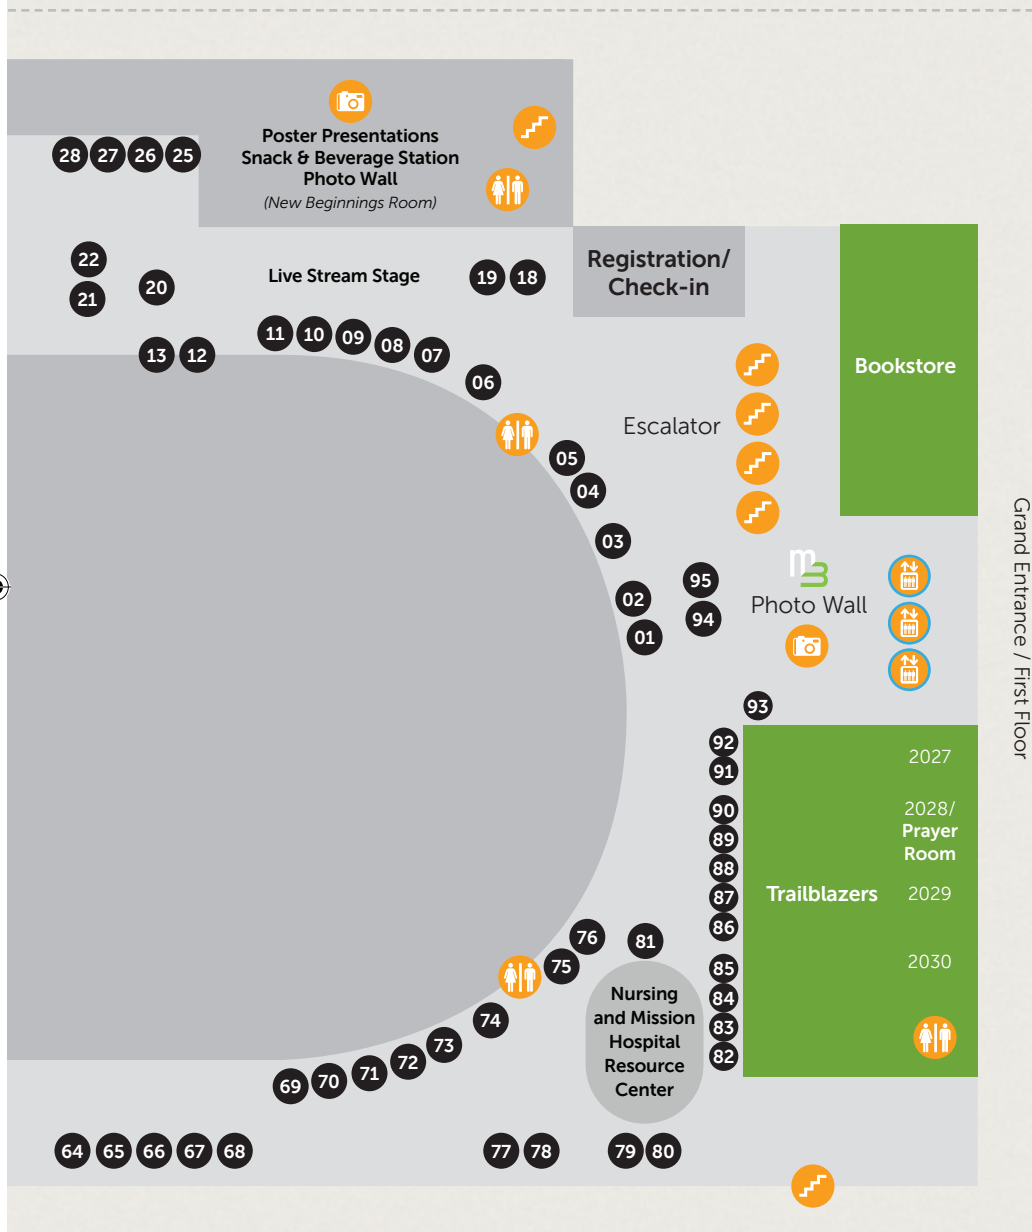 Poster Presentations
Snack & Beverage Station
Photo Wall
(New Beginnings Room)
28 27 26 25
22
21
20
Live Stream Stage
19 18
Registration/
Check-in
13 12
11 10 09 08 07
06
Bookstore
Escalator
05
04
03
02
01
95
94
m3
Photo Wall
Grand Entrance / First Floor
93
92
91
90
89
88
87
86
85
84
83
82
2027
2028/
Prayer
Room
Trailblazers
2029
2030
76
75
74
73
72
71
70
69
81
Nursing
and Mission
Hospital
Resource
Center
64 65 66 67 68
77 78
79 80